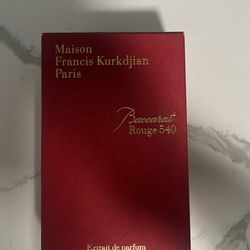 Maison
Francis Kurkdjian
Paris
Baccarat
Rouge 540
Extrait de parfum